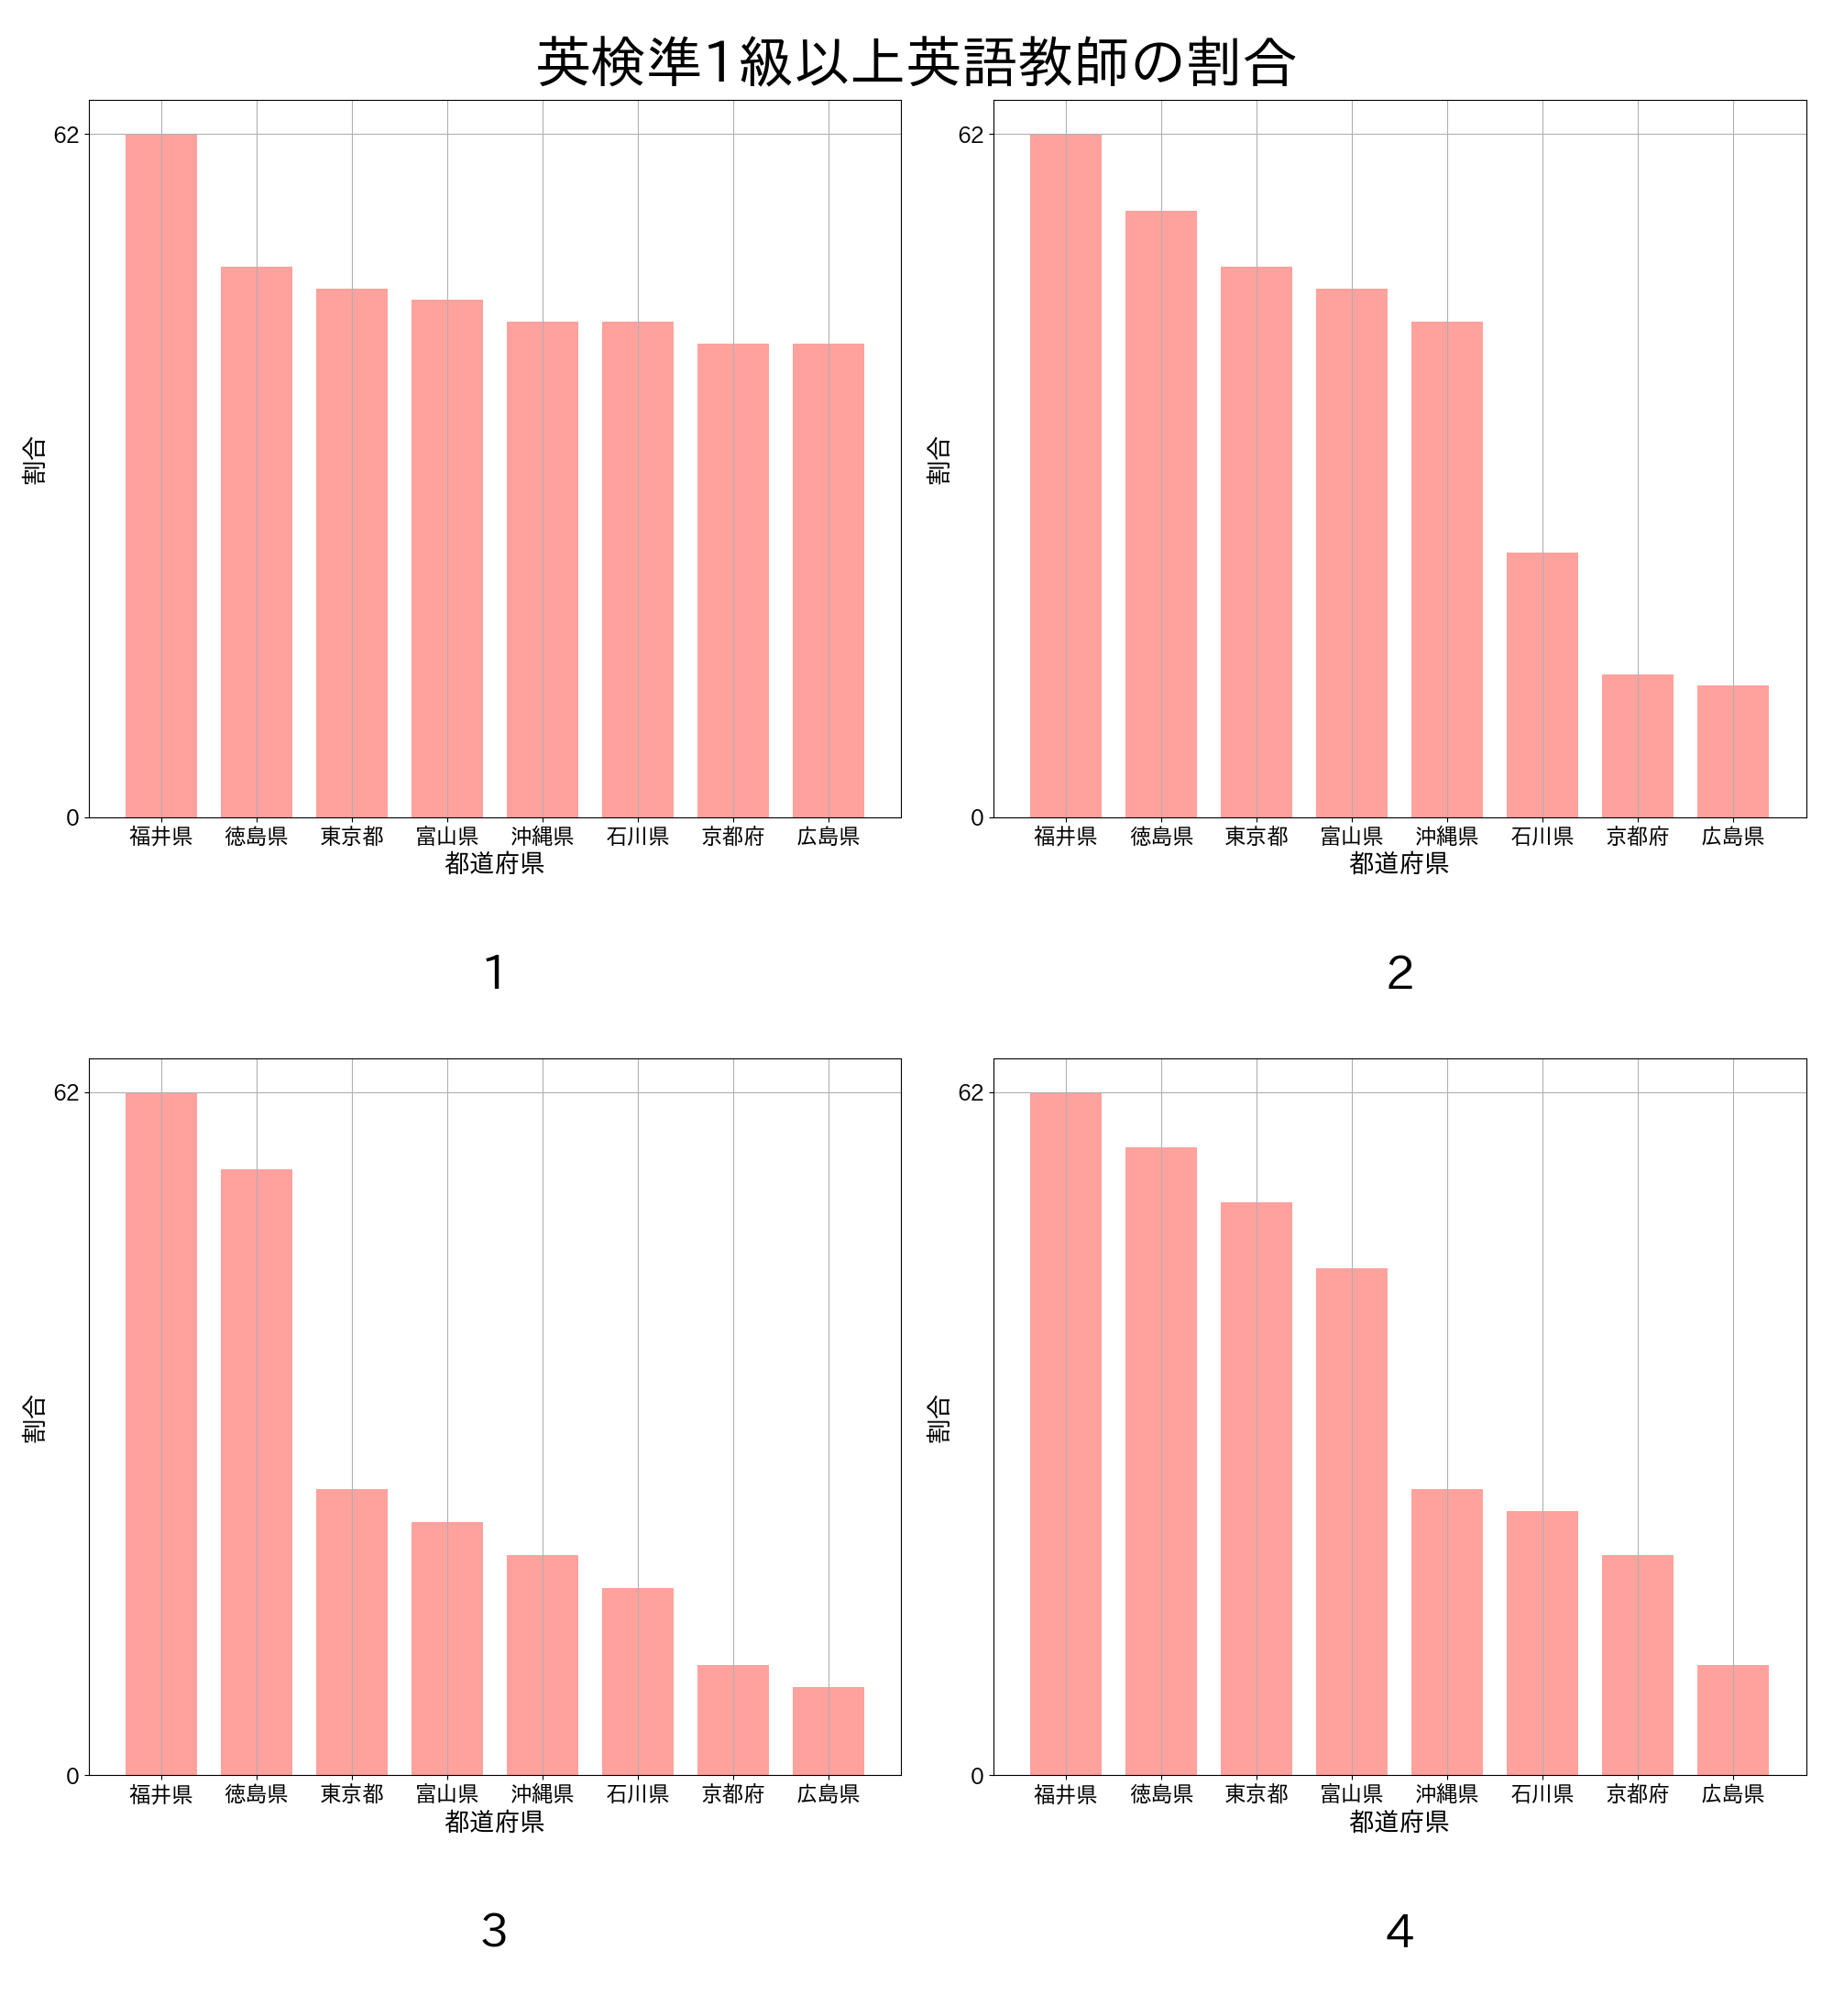 英検準1級以上英語教師の割合
62
0
割合
福井県 徳島県 東京都 富山県 沖縄県 石川県 京都府 広島県
都道府県
1
62
0
割合
福井県 徳島県 東京都 富山県 沖縄県 石川県 京都府 広島県
都道府県
2
62
0
割合
福井県 徳島県 東京都 富山県 沖縄県 石川県 京都府 広島県
都道府県
3
62
0
割合
福井県 徳島県 東京都 富山県 沖縄県 石川県 京都府 広島県
都道府県
4